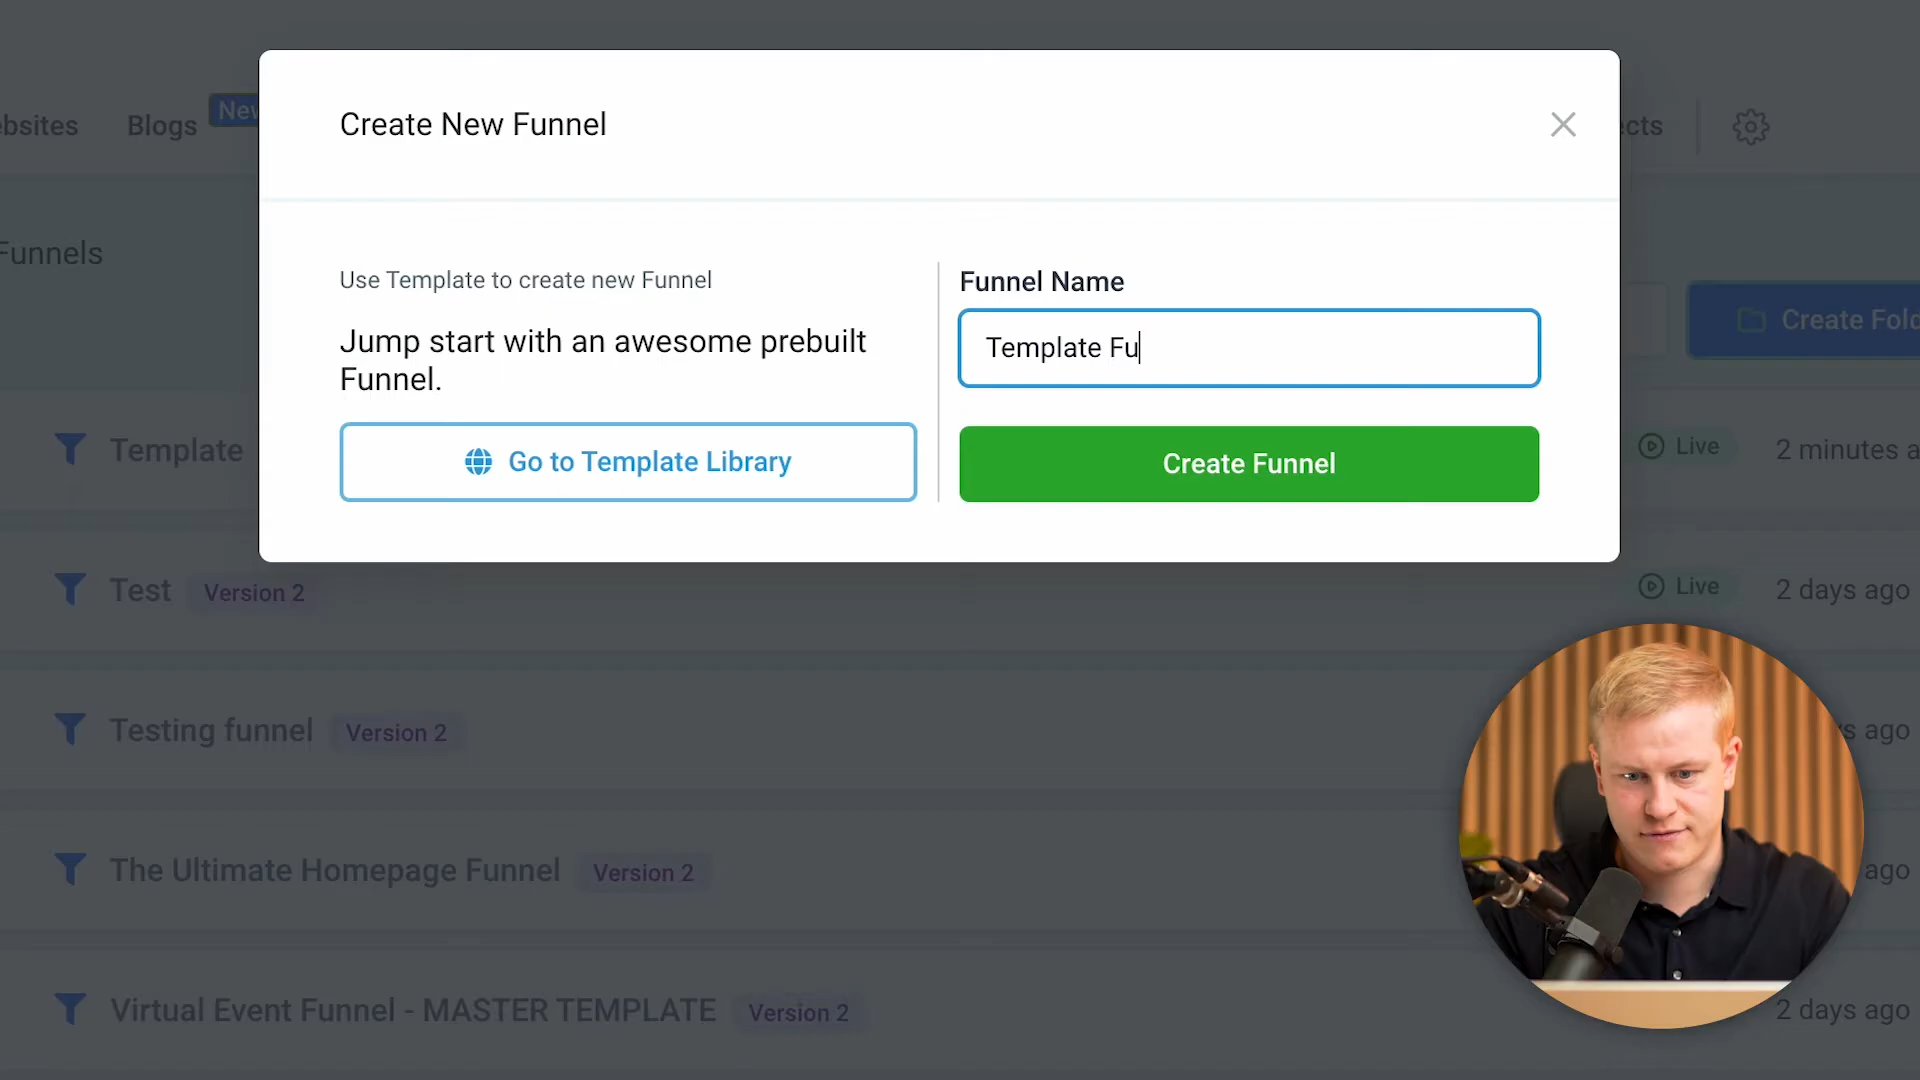 Create New Funnel
ebsites Blogs New ects
Funnels
Use Template to create new Funnel
Jump start with an awesome prebuilt
Funnel.
Go to Template Library
Funnel Name
Template Fu
Create Funnel
Create Fold
Template Live 2 minutes a
Test Version 2 Live 2 days ago
Testing funnel Version 2 ys ago
The Ultimate Homepage Funnel Version 2 ago
Virtual Event Funnel - MASTER TEMPLATE Version 2 2 days ago